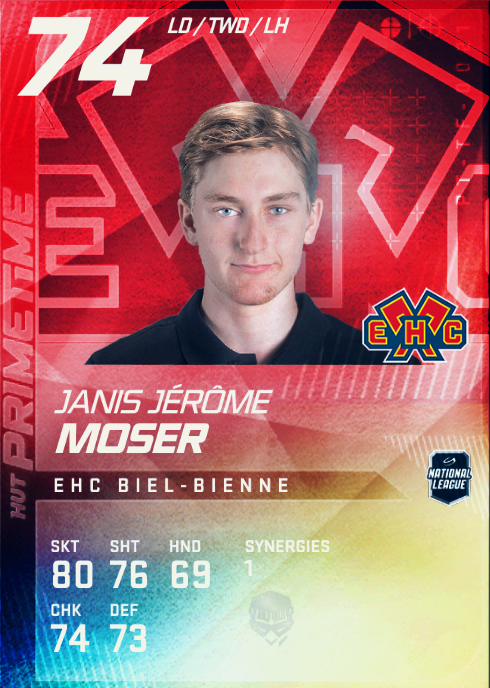 74
LD / TWD / LH
HUT PRIMETIME
EHC
JANIS JÉRÔME
MOSER
EHC BIEL-BIENNE
NATIONAL
LEAGUE
SKT SHT HND SYNERGIES
80 76 69 1
CHK DEF
74 73